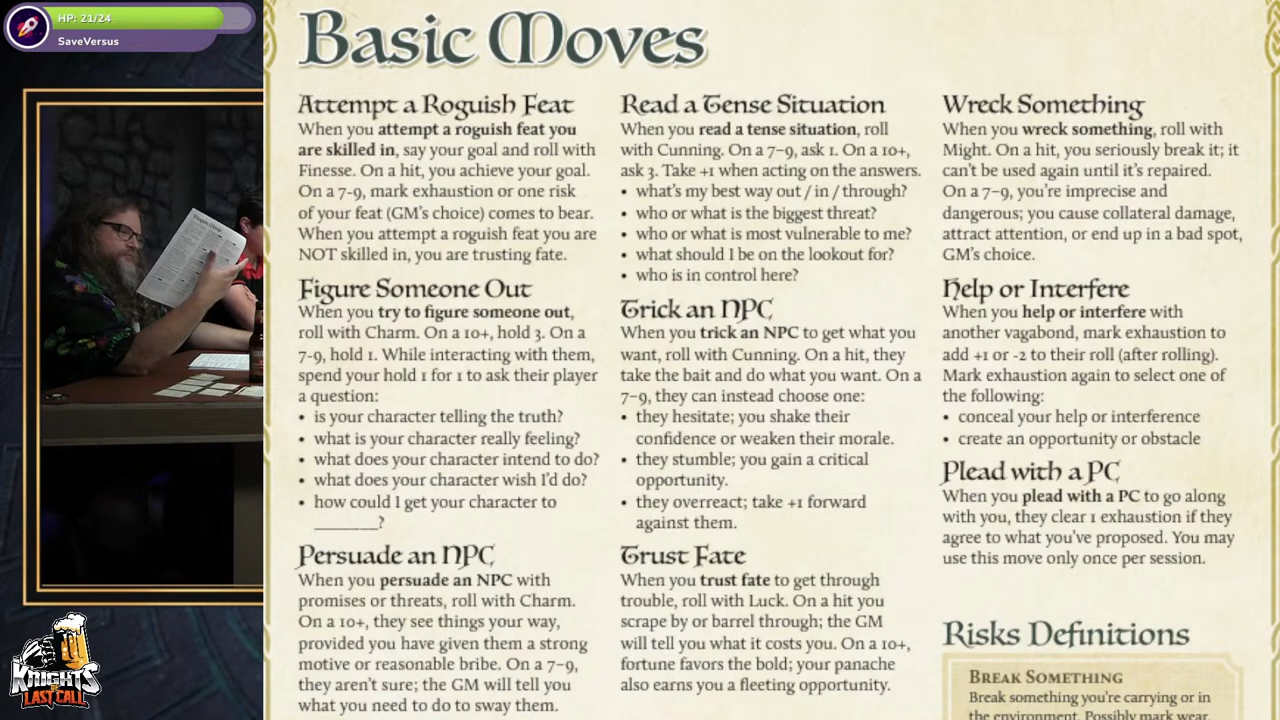 HP: 21/24
SaveVersus
KNIGHTS
OF
LAST CALL
Basic Moves
Attempt a Roguish Feat
When you attempt a roguish feat you
are skilled in, say your goal and roll with
Finesse. On a hit, you achieve your goal.
On a 7-9, mark exhaustion or one risk
of your feat (GM's choice) comes to bear.
When you attempt a roguish feat you are
NOT skilled in, you are trusting fate.
Figure Someone Out
When you try to figure someone out,
roll with Charm. On a 10+, hold 3. On a
7-9, hold 1. While interacting with them,
spend your hold 1 for 1 to ask their player
a question:
• is your character telling the truth?
• what is your character really feeling?
• what does your character intend to do?
• what does your character wish I'd do?
• how could I get your character to
_______?
Persuade an NPC
When you persuade an NPC with
promises or threats, roll with Charm.
On a 10+, they see things your way,
provided you have given them a strong
motive or reasonable bribe. On a 7–9,
they aren't sure; the GM will tell you
what you need to do to sway them.
Read a Tense Situation
When you read a tense situation, roll
with Cunning. On a 7–9, ask 1. On a 10+,
ask 3. Take +1 when acting on the answers.
• what's my best way out / in / through?
• who or what is the biggest threat?
• who or what is most vulnerable to me?
• what should I be on the lookout for?
• who is in control here?
Trick an NPC
When you trick an NPC to get what you
want, roll with Cunning. On a hit, they
take the bait and do what you want. On a
7–9, they can instead choose one:
• they hesitate; you shake their
confidence or weaken their morale.
• they stumble; you gain a critical
opportunity.
• they overreact; take +1 forward
against them.
Trust Fate
When you trust fate to get through
trouble, roll with Luck. On a hit you
scrape by or barrel through; the GM
will tell you what it costs you. On a 10+,
fortune favors the bold; your panache
also earns you a fleeting opportunity.
Wreck Something
When you wreck something, roll with
Might. On a hit, you seriously break it; it
can't be used again until it's repaired.
On a 7–9, you're imprecise and
dangerous; you cause collateral damage,
attract attention, or end up in a bad spot,
GM's choice.
Help or Interfere
When you help or interfere with
another vagabond, mark exhaustion to
add +1 or -2 to their roll (after rolling).
Mark exhaustion again to select one of
the following:
• conceal your help or interference
• create an opportunity or obstacle
Plead with a PC
When you plead with a PC to go along
with you, they clear 1 exhaustion if they
agree to what you've proposed. You may
use this move only once per session.
Risks Definitions
BREAK SOMETHING
Break something you're carrying or in
the environment. Possibly mark wear